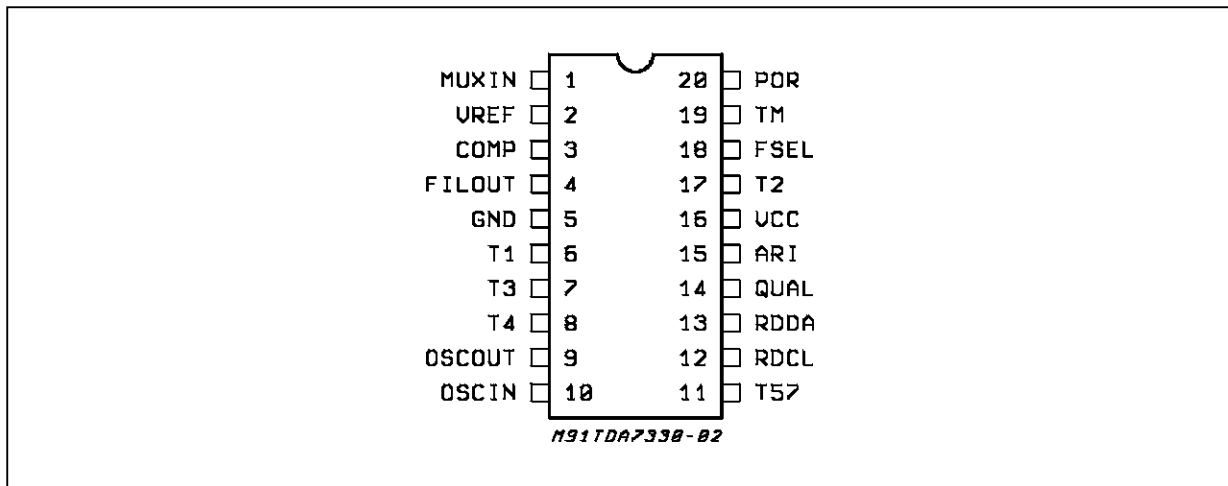 MUXIN 1 20 POR
VREF 2 19 TM
COMP 3 18 FSEL
FILOUT 4 17 T2
GND 5 16 VCC
T1 6 15 ARI
T3 7 14 QUAL
T4 8 13 RDDA
OSCOUT 9 12 RDCL
OSCIN 10 11 T57
M91TDA7330-02